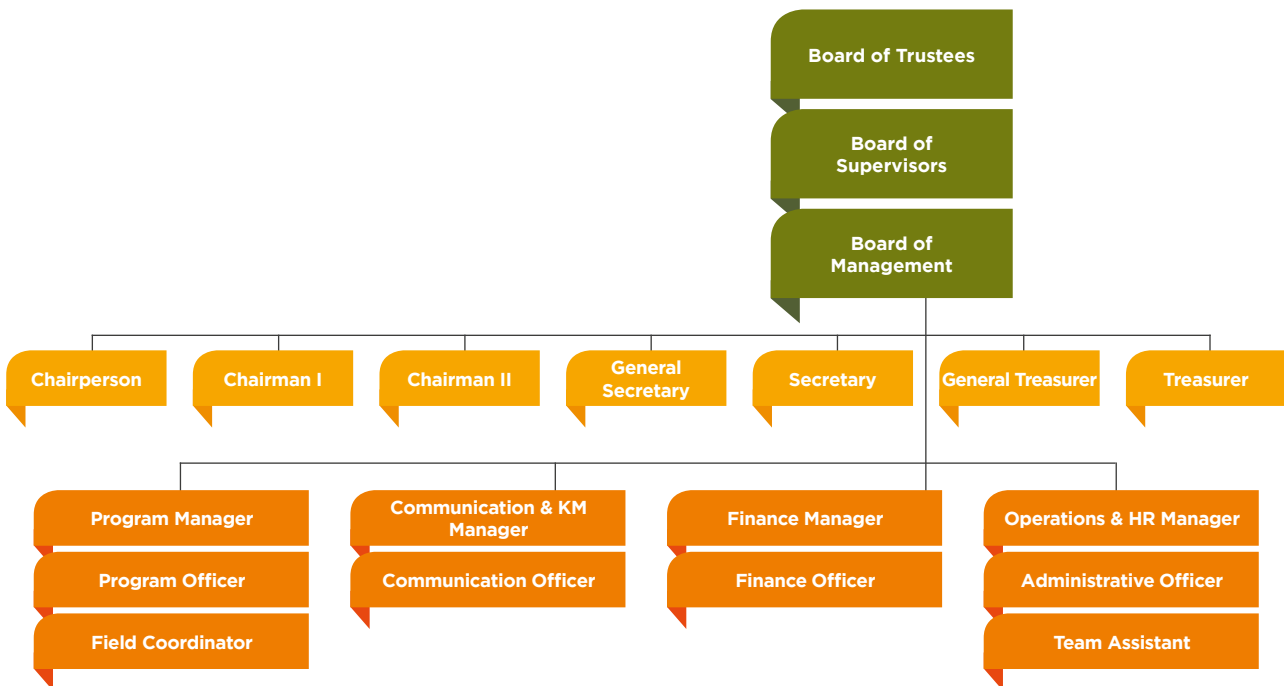 Board of Trustees
Board of
Supervisors
Board of
Management
Chairperson
Chairman I
Chairman II
General
Secretary
Secretary
General Treasurer
Treasurer
Program Manager
Communication & KM
Manager
Finance Manager
Operations & HR Manager
Program Officer
Communication Officer
Finance Officer
Administrative Officer
Field Coordinator
Team Assistant